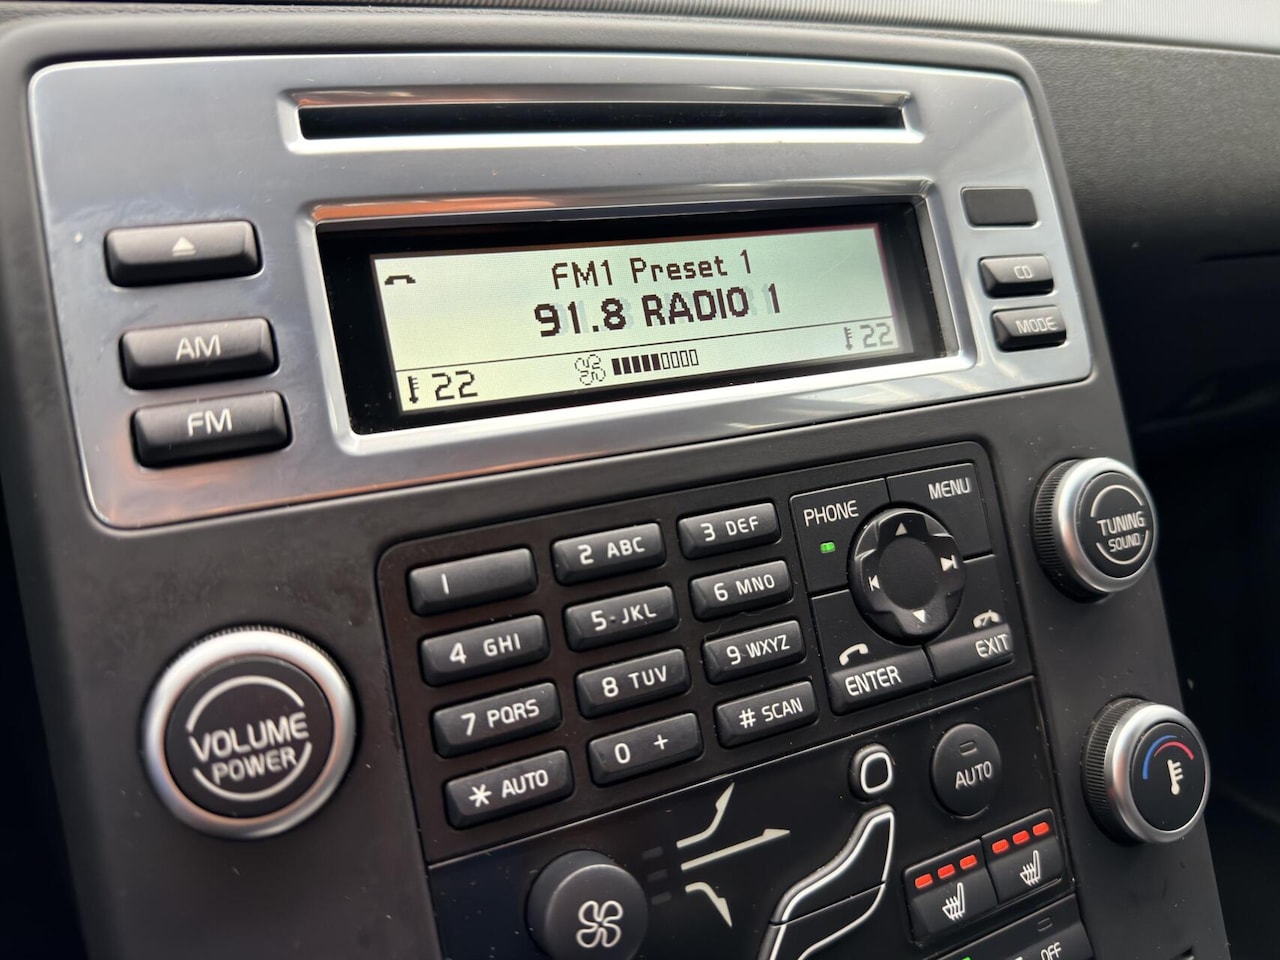 FM1 Preset 1
91.8 RADIO 1
22
22
AM
FM
CD
MODE
1
2 ABC
3 DEF
4 GHI
5-JKL
6 MNO
7 PQRS
8 TUV
9 WXYZ
* AUTO
0 +
# SCAN
PHONE
MENU
ENTER
EXIT
TUNING
SOUND
VOLUME
POWER
AUTO
OFF